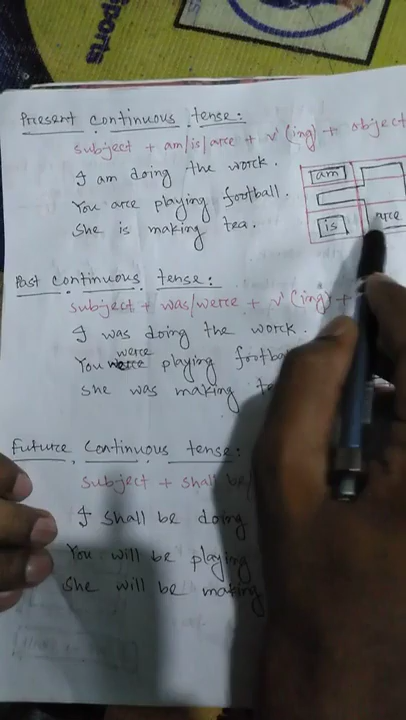 sports
Present continuous tense:
subject + am/is/are + v (ing) + object
I am doing the work.
You are playing football.
She is making tea.
am
is
are
Past continuous tense:
subject + was/were + v (ing) +
I was doing the work.
You were playing
She was making
Future Continuous tense:
subject + shall be/
I shall be doing
You will be playing
She will be making